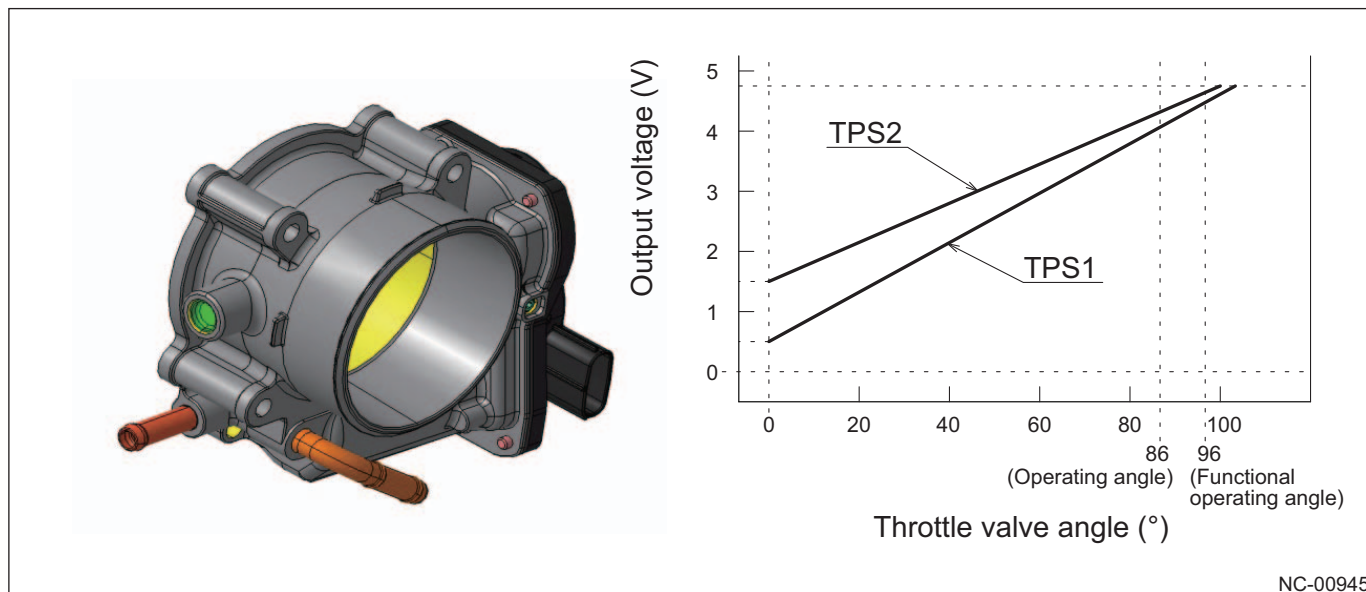 Output voltage (V)
5
4
3
2
1
0
TPS2
TPS1
0
20
40
60
80
100
86
(Operating angle)
96
(Functional
operating angle)
Throttle valve angle (°)
NC-00945